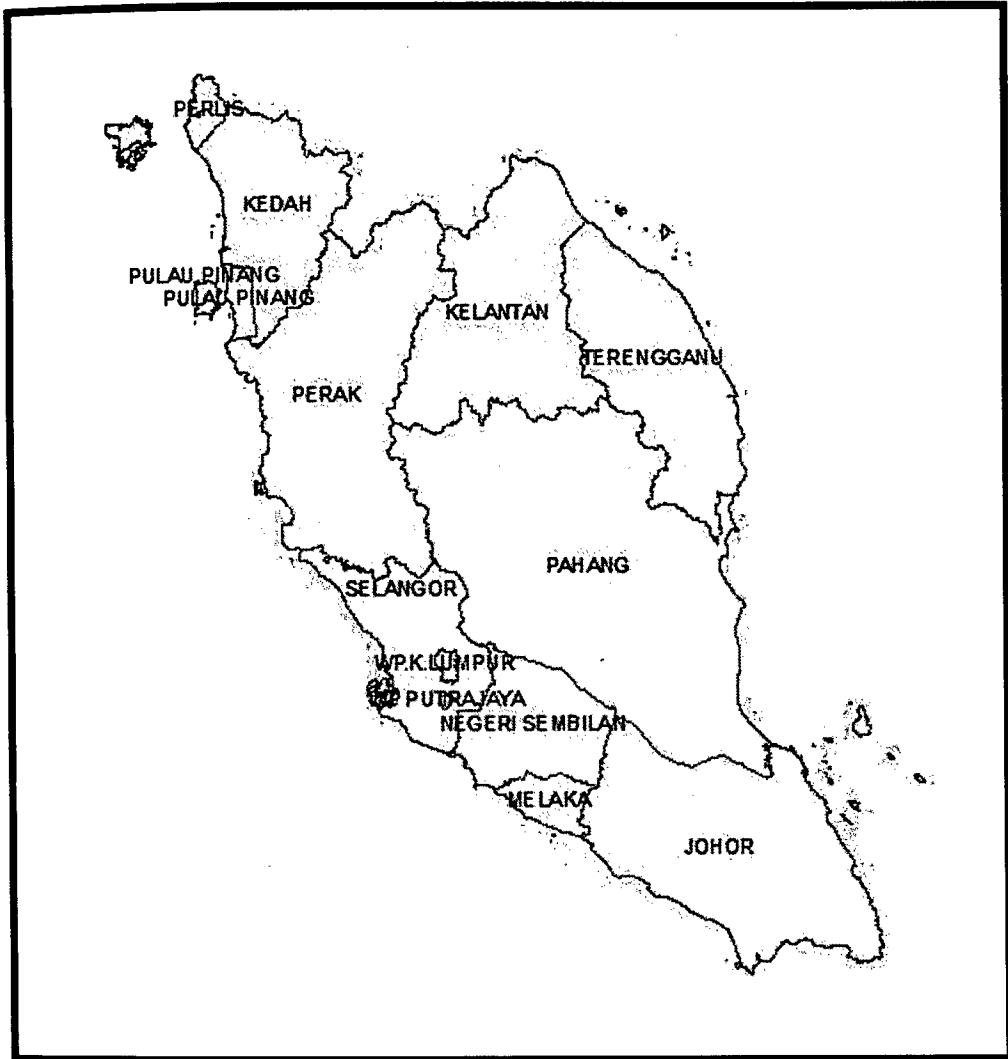 PERLIS
KEDAH
PULAU PINANG
PULAU PINANG
KELANTAN
TERENGGANU
PERAK
PAHANG
SELANGOR
WP.K.LUMPUR
PUTRAJAYA
NEGERI SEMBILAN
MELAKA
JOHOR